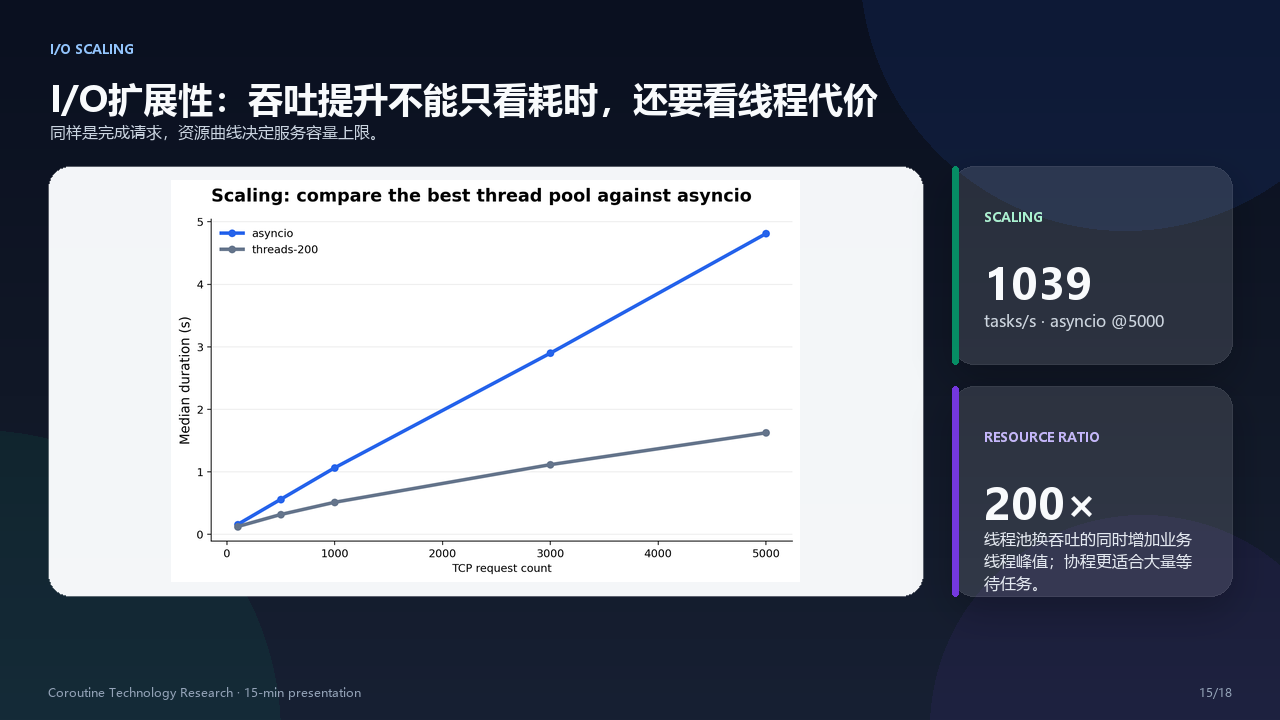 I/O SCALING
I/O扩展性：吞吐提升不能只看耗时，还要看线程代价
同样是完成请求，资源曲线决定服务容量上限。
Scaling: compare the best thread pool against asyncio
asyncio
threads-200
Median duration (s)
5
4
3
2
1
0
0 1000 2000 3000 4000 5000
TCP request count
SCALING
1039
tasks/s · asyncio @5000
RESOURCE RATIO
200×
线程池换吞吐的同时增加业务
线程峰值；协程更适合大量等
待任务。
Coroutine Technology Research · 15-min presentation
15/18